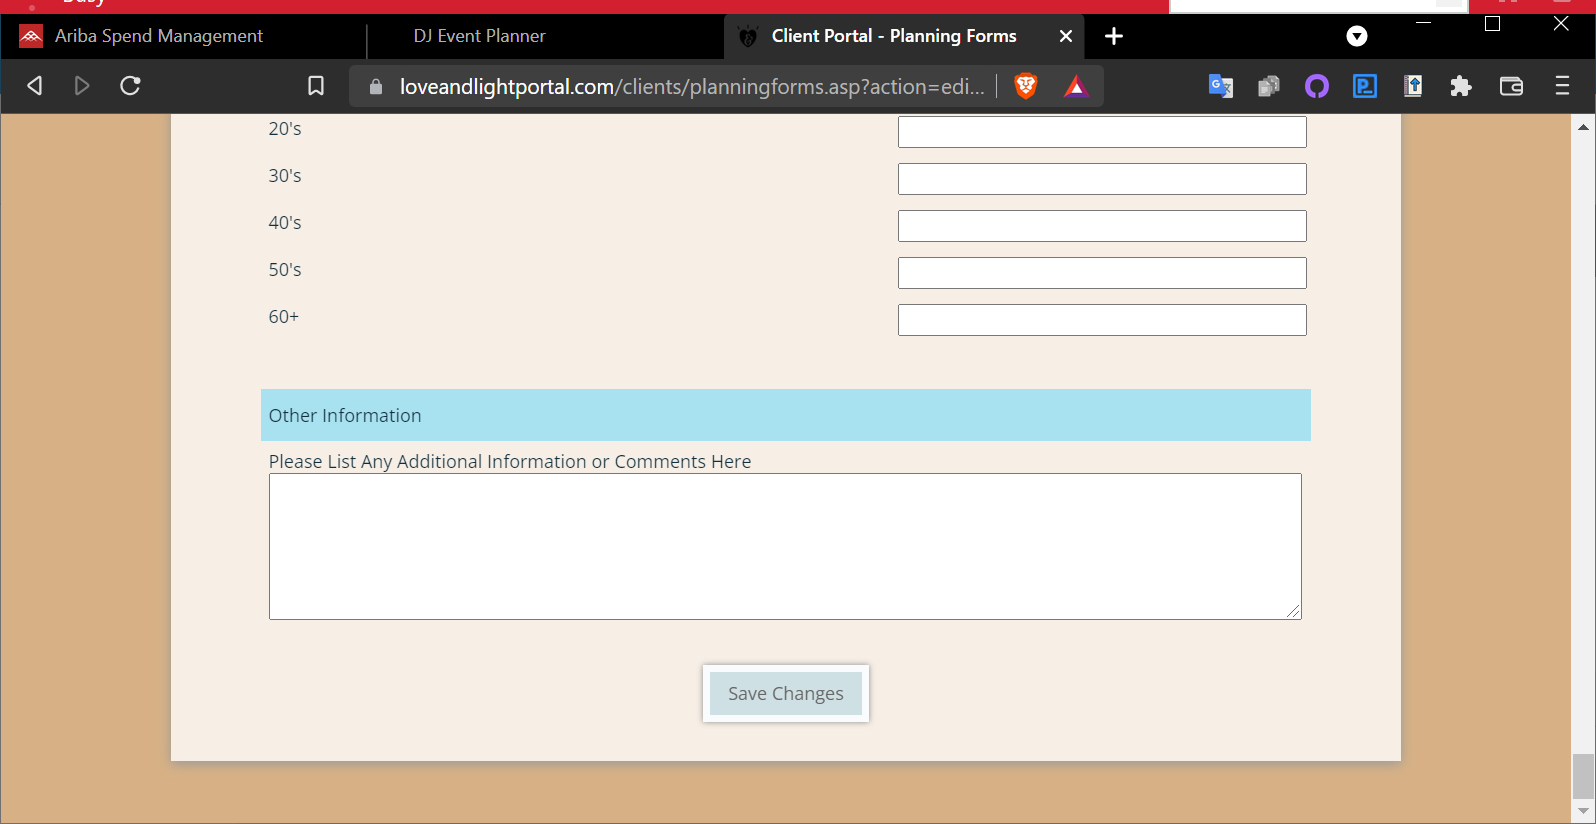 Busy
Ariba Spend Management
DJ Event Planner
Client Portal - Planning Forms
loveandlightportal.com/clients/planningforms.asp?action=edi...
20's
30's
40's
50's
60+
Other Information
Please List Any Additional Information or Comments Here
Save Changes